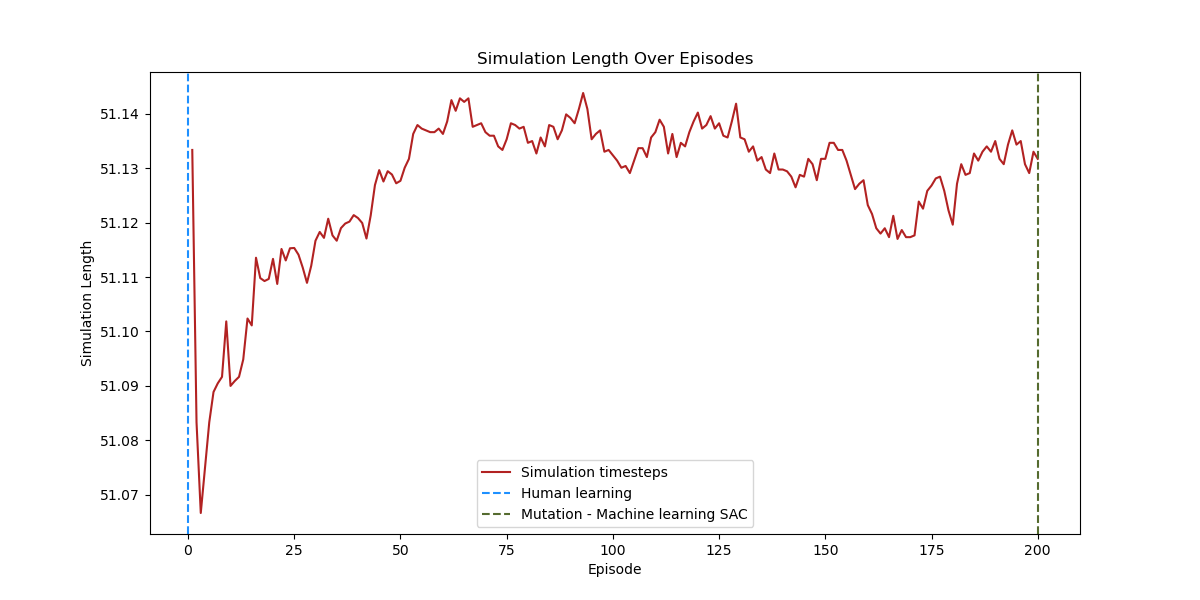 Simulation Length Over Episodes
Simulation Length
51.14
51.13
51.12
51.11
51.10
51.09
51.08
51.07
Simulation timesteps
Human learning
Mutation - Machine learning SAC
0 25 50 75 100 125 150 175 200
Episode